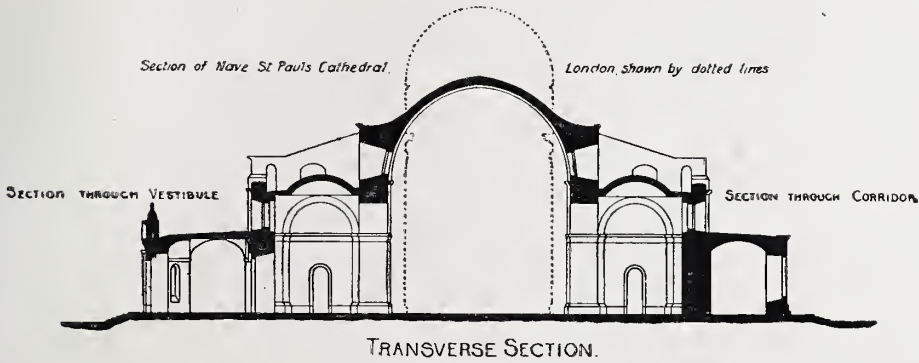 Section of Nave St Pauls Cathedral.
London, shown by dotted lines
SECTION THROUGH VESTIBULE
SECTION THROUGH CORRIDOR.
TRANSVERSE SECTION.